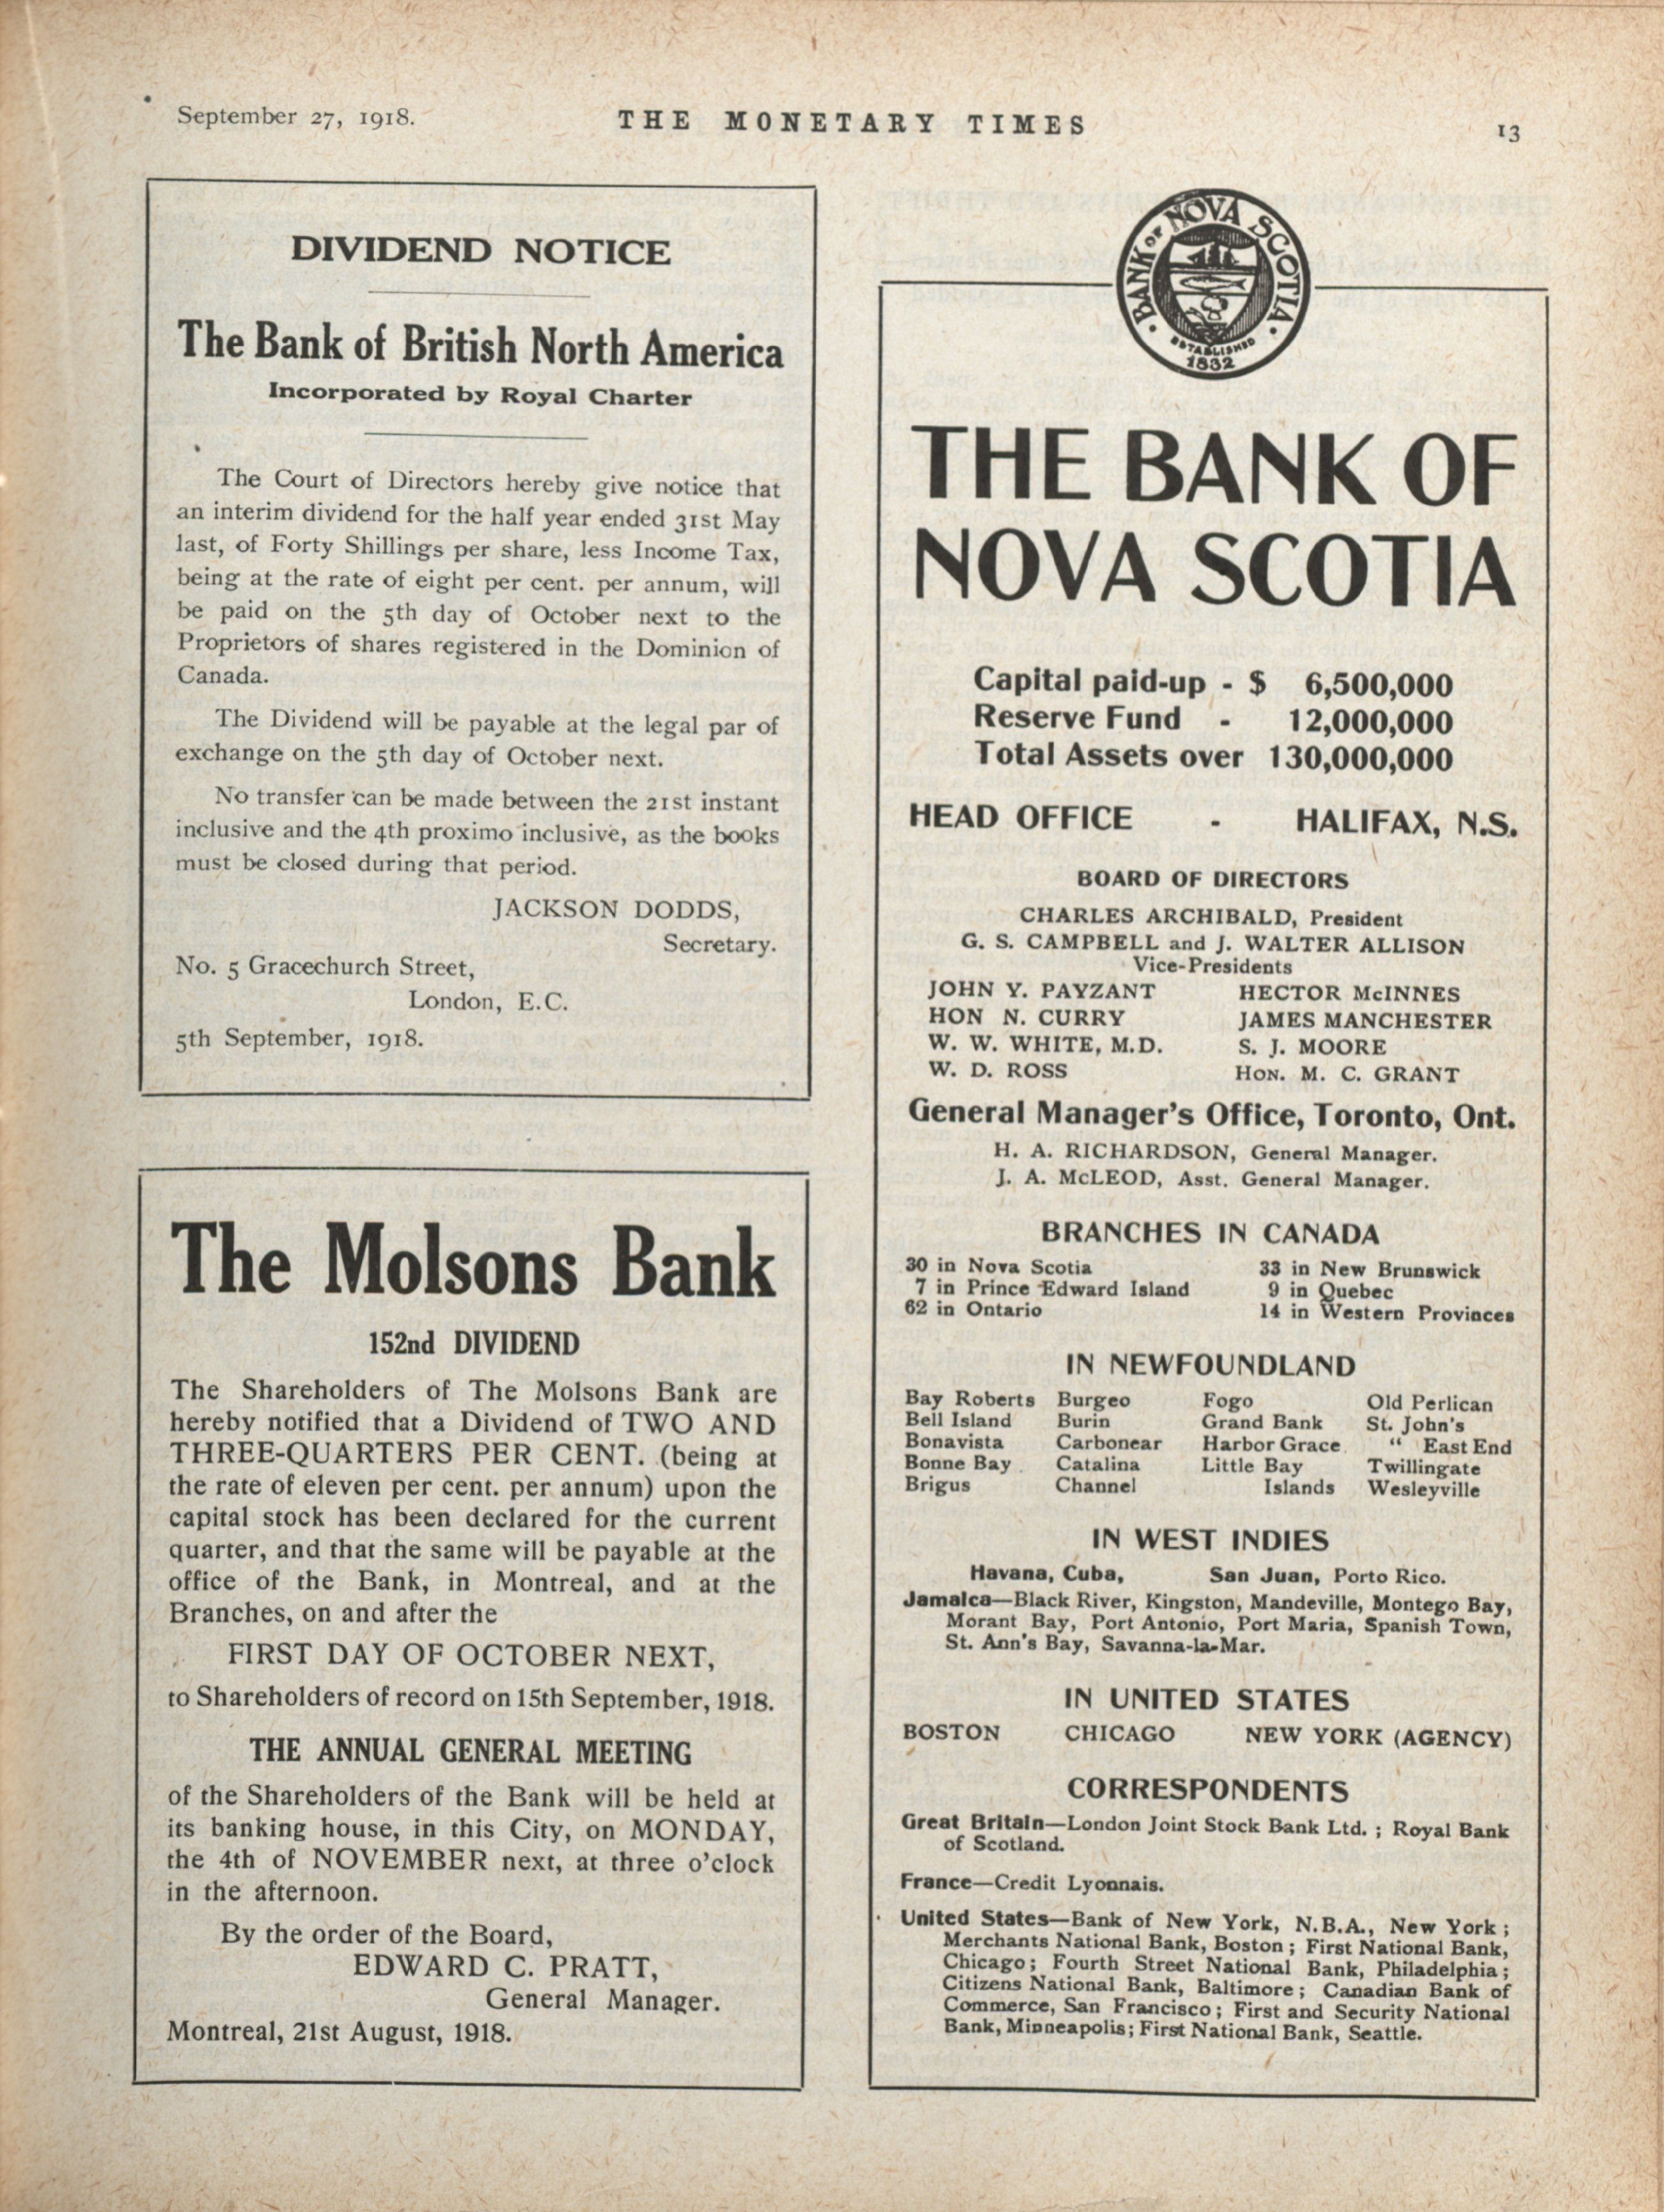 September 27, 1918.
THE MONETARY TIMES
13
DIVIDEND NOTICE
The Bank of British North America
Incorporated by Royal Charter
The Court of Directors hereby give notice that
an interim dividend for the half year ended 31st May
last, of Forty Shillings per share, less Income Tax,
being at the rate of eight per cent. per annum, will
be paid on the 5th day of October next to the
Proprietors of shares registered in the Dominion of
Canada.
The Dividend will be payable at the legal par of
exchange on the 5th day of October next.
No transfer can be made between the 21st instant
inclusive and the 4th proximo inclusive, as the books
must be closed during that period.
JACKSON DODDS,
Secretary.
No. 5 Gracechurch Street,
London, E.C.
5th September, 1918.
The Molsons Bank
152nd DIVIDEND
The Shareholders of The Molsons Bank are
hereby notified that a Dividend of TWO AND
THREE-QUARTERS PER CENT. (being at
the rate of eleven per cent. per annum) upon the
capital stock has been declared for the current
quarter, and that the same will be payable at the
office of the Bank, in Montreal, and at the
Branches, on and after the
FIRST DAY OF OCTOBER NEXT,
to Shareholders of record on 15th September, 1918.
THE ANNUAL GENERAL MEETING
of the Shareholders of the Bank will be held at
its banking house, in this City, on MONDAY,
the 4th of NOVEMBER next, at three o'clock
in the afternoon.
By the order of the Board,
EDWARD C. PRATT,
General Manager.
Montreal, 21st August, 1918.
BANK OF NOVA SCOTIA
ESTABLISHED
1832
THE BANK OF
NOVA SCOTIA
Capital paid-up - $ 6,500,000
Reserve Fund - 12,000,000
Total Assets over 130,000,000
HEAD OFFICE - HALIFAX, N.S.
BOARD OF DIRECTORS
CHARLES ARCHIBALD, President
G. S. CAMPBELL and J. WALTER ALLISON
Vice-Presidents
JOHN Y. PAYZANT HECTOR McINNES
HON N. CURRY JAMES MANCHESTER
W. W. WHITE, M.D. S. J. MOORE
W. D. ROSS HON. M. C. GRANT
General Manager's Office, Toronto, Ont.
H. A. RICHARDSON, General Manager.
J. A. McLEOD, Asst. General Manager.
BRANCHES IN CANADA
30 in Nova Scotia 33 in New Brunswick
7 in Prince Edward Island 9 in Quebec
62 in Ontario 14 in Western Provinces
IN NEWFOUNDLAND
Bay Roberts Burgeo Fogo Old Perlican
Bell Island Burin Grand Bank St. John's
Bonavista Carbonear Harbor Grace " East End
Bonne Bay Catalina Little Bay Twillingate
Brigus Channel Islands Wesleyville
IN WEST INDIES
Havana, Cuba, San Juan, Porto Rico.
Jamaica—Black River, Kingston, Mandeville, Montego Bay,
Morant Bay, Port Antonio, Port Maria, Spanish Town,
St. Ann's Bay, Savanna-la-Mar.
IN UNITED STATES
BOSTON CHICAGO NEW YORK (AGENCY)
CORRESPONDENTS
Great Britain—London Joint Stock Bank Ltd. ; Royal Bank
of Scotland.
France—Credit Lyonnais.
United States—Bank of New York, N.B.A., New York ;
Merchants National Bank, Boston ; First National Bank,
Chicago ; Fourth Street National Bank, Philadelphia ;
Citizens National Bank, Baltimore ; Canadian Bank of
Commerce, San Francisco ; First and Security National
Bank, Minneapolis ; First National Bank, Seattle.